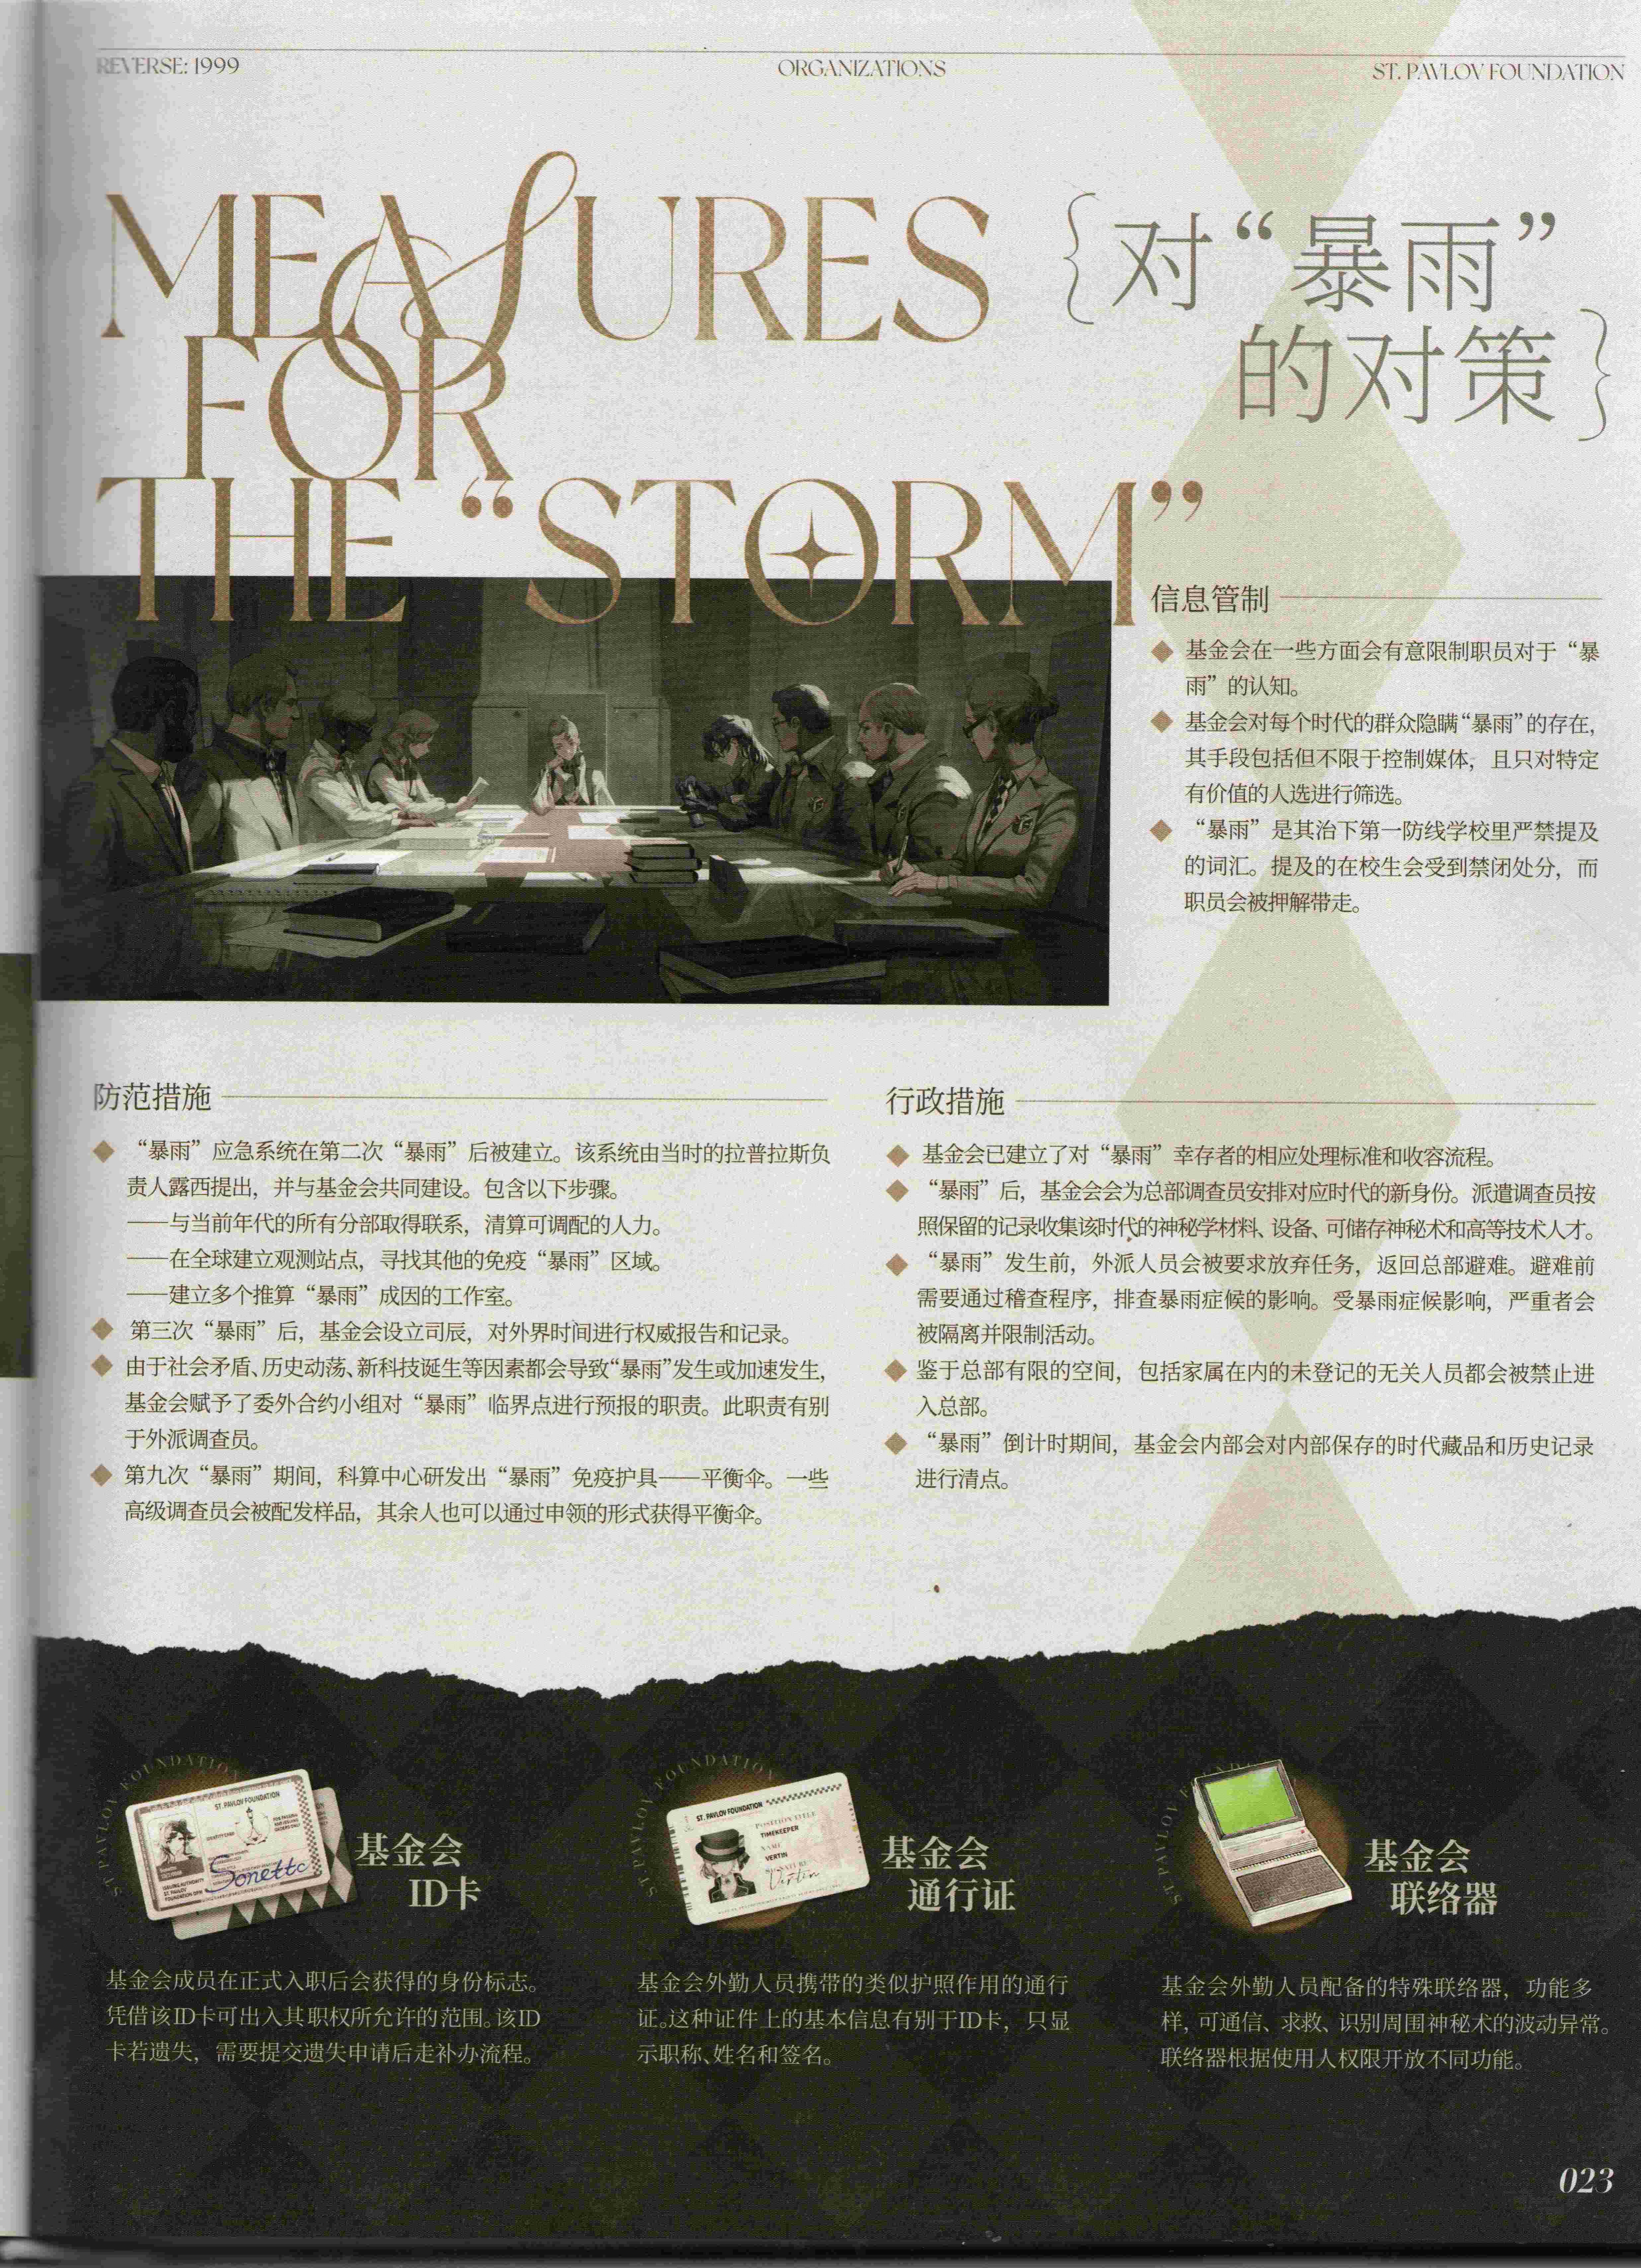 REVERSE: 1999
ORGANIZATIONS
ST. PAVLOV FOUNDATION
MEASURES
FOR
THE “STORM”
{对“暴雨”
的对策}
信息管制
基金会在一些方面会有意限制职员对于“暴
雨”的认知。
基金会对每个时代的群众隐瞒“暴雨”的存在，
其手段包括但不限于控制媒体，且只对特定
有价值的人选进行筛选。
“暴雨”是其治下第一防线学校里严禁提及
的词汇。提及的在校生会受到禁闭处分，而
职员会被押解带走。
防范措施
“暴雨”应急系统在第二次“暴雨”后被建立。该系统由当时的拉普拉斯负
责人露西提出，并与基金会共同建设。包含以下步骤。
——与当前年代的所有分部取得联系，清算可调配的人力。
——在全球建立观测站点，寻找其他的免疫“暴雨”区域。
——建立多个推算“暴雨”成因的工作室。
第三次“暴雨”后，基金会设立司辰，对外界时间进行权威报告和记录。
由于社会矛盾、历史动荡、新科技诞生等因素都会导致“暴雨”发生或加速发生，
基金会赋予了委外合约小组对“暴雨”临界点进行预报的职责。此职责有别
于外派调查员。
第九次“暴雨”期间，科算中心研发出“暴雨”免疫护具——平衡伞。一些
高级调查员会被配发样品，其余人也可以通过申领的形式获得平衡伞。
行政措施
基金会已建立了对“暴雨”幸存者的相应处理标准和收容流程。
“暴雨”后，基金会会为总部调查员安排对应时代的新身份。派遣调查员按
照保留的记录收集该时代的神秘学材料、设备、可储存神秘术和高等技术人才。
“暴雨”发生前，外派人员会被要求放弃任务，返回总部避难。避难前
需要通过稽查程序，排查暴雨症候的影响。受暴雨症候影响，严重者会
被隔离并限制活动。
鉴于总部有限的空间，包括家属在内的未登记的无关人员都会被禁止进
入总部。
“暴雨”倒计时期间，基金会内部会对内部保存的时代藏品和历史记录
进行清点。
ST. PAVLOV FOUNDATION
ST. PAVLOV FOUNDATION
IDENTITY CARD
ISSUING AUTHORITY
ST. PAVLOV
FOUNDATION
Sonetto
基金会
ID卡
基金会成员在正式入职后会获得的身份标志。
凭借该ID卡可出入其职权所允许的范围。该ID
卡若遗失，需要提交遗失申请后走补办流程。
ST. PAVLOV FOUNDATION
ST. PAVLOV FOUNDATION
POSITION TITLE
TIMEKEEPER
NAME
VERTIN
SIGNATURE
Vertin
基金会
通行证
基金会外勤人员携带的类似护照作用的通行
证。这种证件上的基本信息有别于ID卡，只显
示职称、姓名和签名。
ST. PAVLOV
基金会
联络器
基金会外勤人员配备的特殊联络器，功能多
样，可通信、求救、识别周围神秘术的波动异常。
联络器根据使用人权限开放不同功能。
023